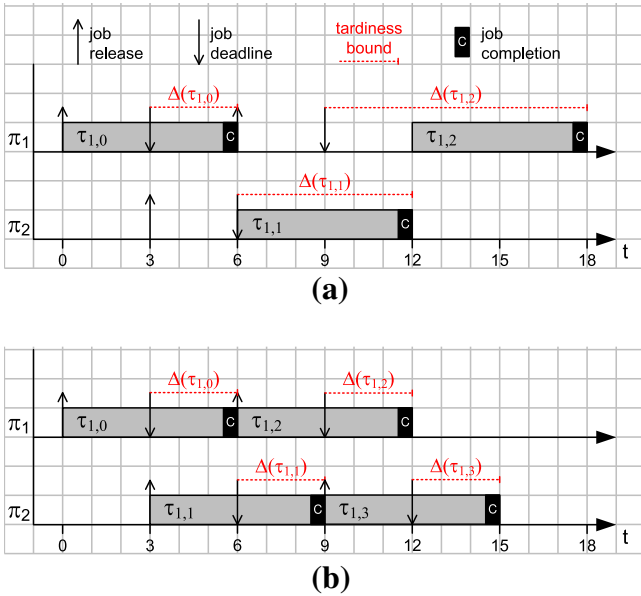 job release
job deadline
tardiness bound
C job completion
Δ(τ1,0)
Δ(τ1,2)
π1
τ1,0
C
τ1,2
C
Δ(τ1,1)
π2
τ1,1
C
0 3 6 9 12 15 18 t
(a)
Δ(τ1,0)
Δ(τ1,2)
π1
τ1,0
C
τ1,2
C
Δ(τ1,1)
Δ(τ1,3)
π2
τ1,1
C
τ1,3
C
0 3 6 9 12 15 18 t
(b)